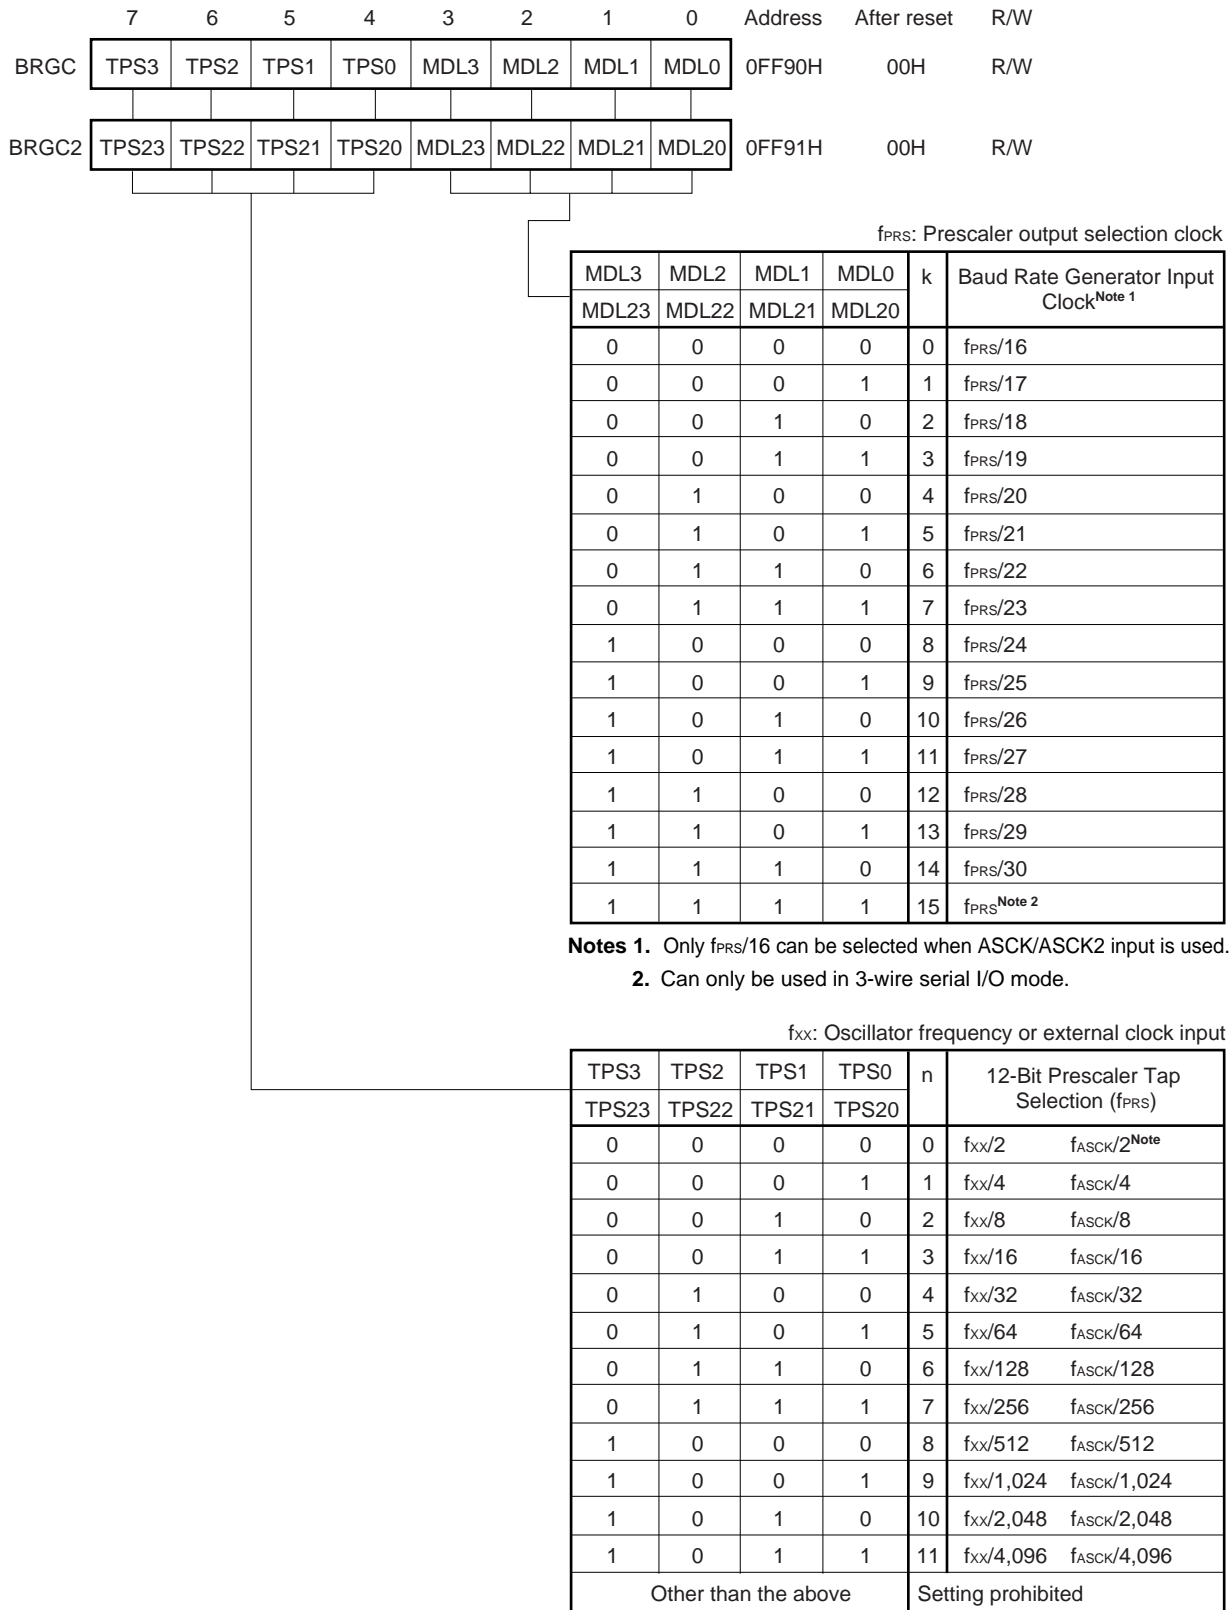 7 6 5 4 3 2 1 0 Address After reset R/W
BRGC TPS3 TPS2 TPS1 TPS0 MDL3 MDL2 MDL1 MDL0 0FF90H 00H R/W
BRGC2 TPS23 TPS22 TPS21 TPS20 MDL23 MDL22 MDL21 MDL20 0FF91H 00H R/W
fPRS: Prescaler output selection clock
MDL3 MDL2 MDL1 MDL0 k Baud Rate Generator Input
MDL23 MDL22 MDL21 MDL20 Clock Note 1
0 0 0 0 0 fPRS/16
0 0 0 1 1 fPRS/17
0 0 1 0 2 fPRS/18
0 0 1 1 3 fPRS/19
0 1 0 0 4 fPRS/20
0 1 0 1 5 fPRS/21
0 1 1 0 6 fPRS/22
0 1 1 1 7 fPRS/23
1 0 0 0 8 fPRS/24
1 0 0 1 9 fPRS/25
1 0 1 0 10 fPRS/26
1 0 1 1 11 fPRS/27
1 1 0 0 12 fPRS/28
1 1 0 1 13 fPRS/29
1 1 1 0 14 fPRS/30
1 1 1 1 15 fPRS Note 2
Notes 1. Only fPRS/16 can be selected when ASCK/ASCK2 input is used.
2. Can only be used in 3-wire serial I/O mode.
fXX: Oscillator frequency or external clock input
TPS3 TPS2 TPS1 TPS0 n 12-Bit Prescaler Tap
TPS23 TPS22 TPS21 TPS20 Selection (fPRS)
0 0 0 0 0 fXX/2 fASCK/2 Note
0 0 0 1 1 fXX/4 fASCK/4
0 0 1 0 2 fXX/8 fASCK/8
0 0 1 1 3 fXX/16 fASCK/16
0 1 0 0 4 fXX/32 fASCK/32
0 1 0 1 5 fXX/64 fASCK/64
0 1 1 0 6 fXX/128 fASCK/128
0 1 1 1 7 fXX/256 fASCK/256
1 0 0 0 8 fXX/512 fASCK/512
1 0 0 1 9 fXX/1,024 fASCK/1,024
1 0 1 0 10 fXX/2,048 fASCK/2,048
1 0 1 1 11 fXX/4,096 fASCK/4,096
Other than the above Setting prohibited